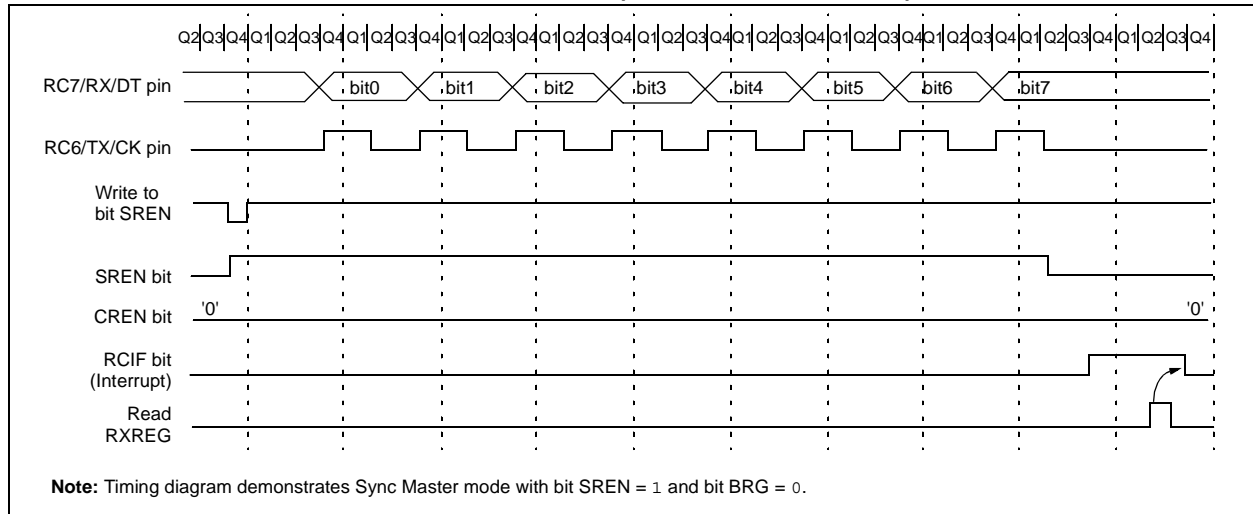 Q2 Q3 Q4 Q1 Q2 Q3 Q4 Q1 Q2 Q3 Q4 Q1 Q2 Q3 Q4 Q1 Q2 Q3 Q4 Q1 Q2 Q3 Q4 Q1 Q2 Q3 Q4 Q1 Q2 Q3 Q4 Q1 Q2 Q3 Q4 Q1 Q2 Q3 Q4 Q1 Q2 Q3 Q4
RC7/RX/DT pin bit0 bit1 bit2 bit3 bit4 bit5 bit6 bit7
RC6/TX/CK pin
Write to
bit SREN
SREN bit
CREN bit '0' '0'
RCIF bit
(Interrupt)
Read
RXREG
Note: Timing diagram demonstrates Sync Master mode with bit SREN = 1 and bit BRG = 0.